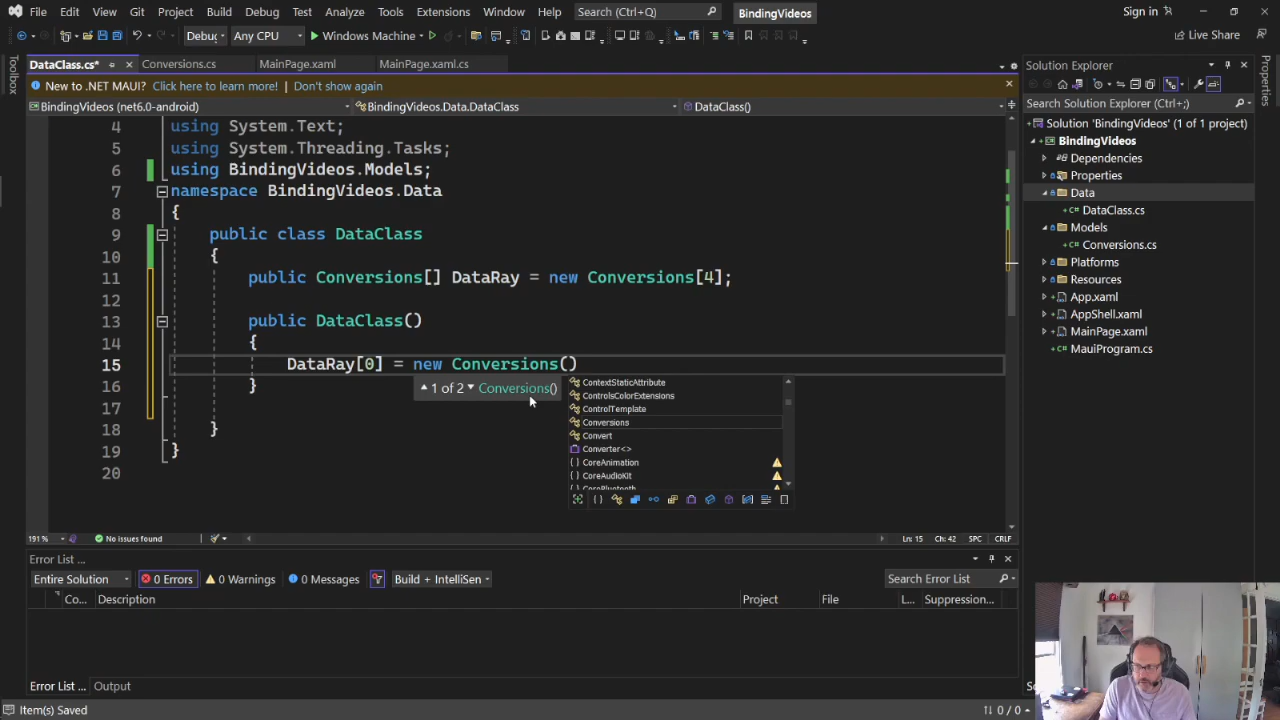 File Edit View Git Project Build Debug Test Analyze Tools Extensions Window Help Search (Ctrl+Q) BindingVideos Sign in
Debug Any CPU Windows Machine Live Share
DataClass.cs* Conversions.cs MainPage.xaml MainPage.xaml.cs
New to .NET MAUI? Click here to learn more! Don't show again
BindingVideos (net6.0-android) BindingVideos.Data.DataClass DataClass()
4 using System.Text;
5 using System.Threading.Tasks;
6 using BindingVideos.Models;
7 namespace BindingVideos.Data
8 {
9 public class DataClass
10 {
11 public Conversions[] DataRay = new Conversions[4];
12
13 public DataClass()
14 {
15 DataRay[0] = new Conversions()
16 }
17
18 }
19 }
20
1 of 2 Conversions()
ContextStaticAttribute
ControlsColorExtensions
ControlTemplate
Conversions
Convert
Converter<>
CoreAnimation
CoreAudioKit
CoreBluetooth
191 % No issues found Ln: 15 Ch: 42 SPC CRLF
Error List ...
Entire Solution 0 Errors 0 Warnings 0 Messages Build + IntelliSen Search Error List
Co... Description Project File L... Suppression...
Error List ... Output
Item(s) Saved 0 / 0
Toolbox
Solution Explorer
Search Solution Explorer (Ctrl+;)
Solution 'BindingVideos' (1 of 1 project)
BindingVideos
Dependencies
Properties
Data
DataClass.cs
Models
Conversions.cs
Platforms
Resources
App.xaml
AppShell.xaml
MainPage.xaml
MauiProgram.cs
Properties